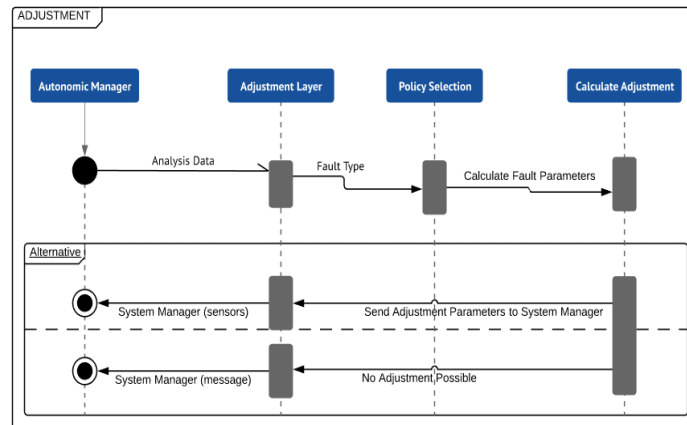 ADJUSTMENT
Autonomic Manager
Adjustment Layer
Policy Selection
Calculate Adjustment
Analysis Data
Fault Type
Calculate Fault Parameters
Alternative
System Manager (sensors)
Send Adjustment Parameters to System Manager
System Manager (message)
No Adjustment Possible